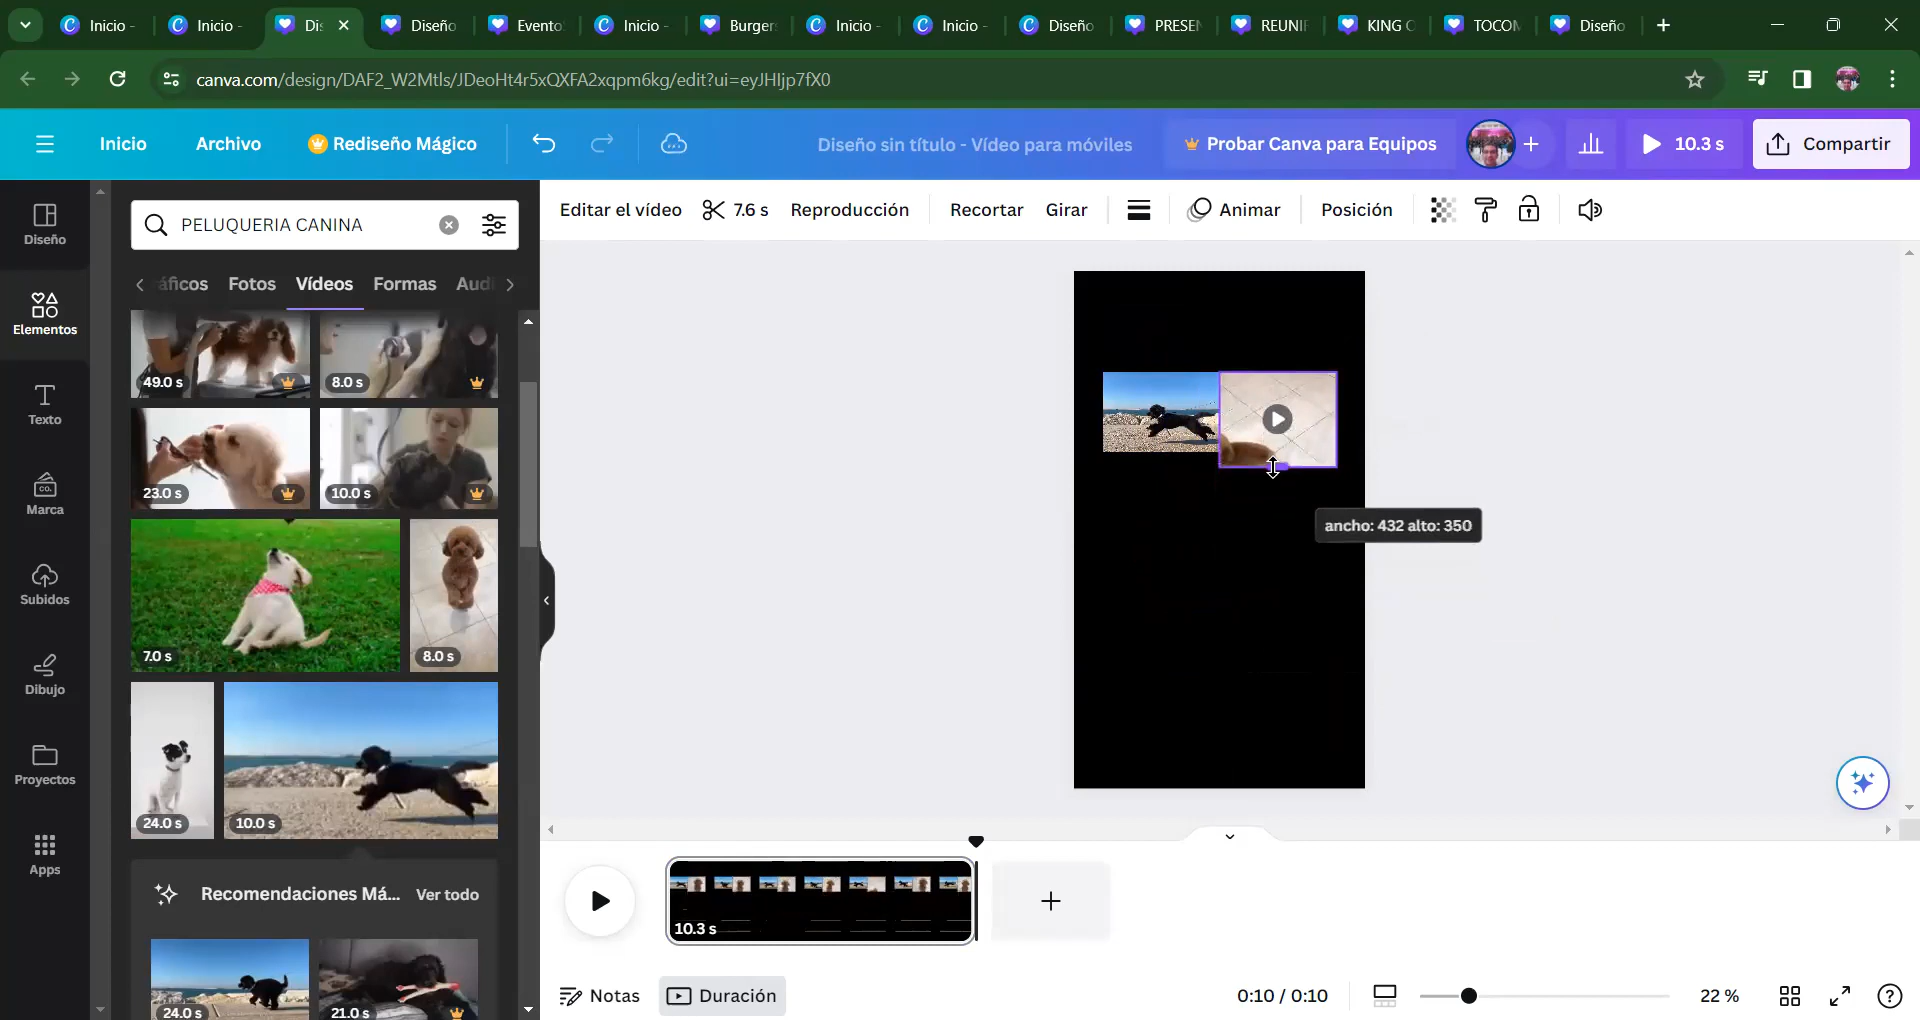 Inicio -
Inicio -
Di
Diseño
Evento
Inicio -
Burger
Inicio -
Inicio -
Diseño
PRESEN
REUNIF
KING C
TOCOM
Diseño
canva.com/design/DAF2_W2Mtls/JDeoHt4r5xQXFA2xqpm6kg/edit?ui=eyJHIjp7fX0
Inicio
Archivo
Rediseño Mágico
Diseño sin título - Vídeo para móviles
Probar Canva para Equipos
10.3 s
Compartir
Diseño
Elementos
Texto
Marca
Subidos
Dibujo
Proyectos
Apps
PELUQUERIA CANINA
áficos
Fotos
Vídeos
Formas
Audi
49.0 s
8.0 s
23.0 s
10.0 s
7.0 s
8.0 s
24.0 s
10.0 s
Recomendaciones Má...
Ver todo
24.0 s
21.0 s
Editar el vídeo
7.6 s
Reproducción
Recortar
Girar
Animar
Posición
ancho: 432 alto: 350
10.3 s
Notas
Duración
0:10 / 0:10
22 %